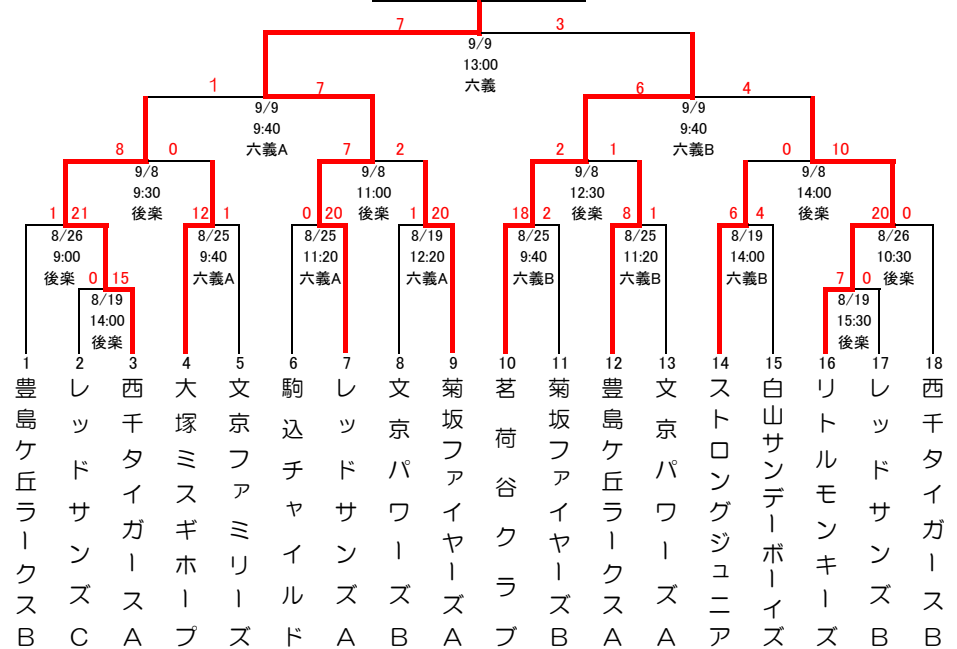 7 3
9/9
13:00
六義
1 7 6 4
9/9 9/9
9:40 9:40
六義A 六義B
8 0 7 2 2 1 0 10
9/8 9/8 9/8 9/8
9:30 11:00 12:30 14:00
後楽 後楽 後楽 後楽
1 21 12 1 0 20 1 20 18 2 8 1 6 4 20 0
8/26 8/25 8/25 8/19 8/25 8/25 8/19 8/26
9:00 9:40 11:20 12:20 9:40 11:20 14:00 10:30
後楽 六義A 六義A 六義A 六義B 六義B 六義B 後楽
0 15 7 0
8/19 8/19
14:00 15:30
後楽 後楽
1 2 3 4 5 6 7 8 9 10 11 12 13 14 15 16 17 18
豊島ケ丘ラークスB
レッドサンズC
西千タイガースA
大塚ミスギホープ
文京ファミリーズ
駒込チャイルド
レッドサンズA
文京パワーズB
菊坂ファイヤーズA
茗荷谷クラブ
菊坂ファイヤーズB
豊島ケ丘ラークスA
文京パワーズA
ストロングジュニア
白山サンデーボーイズ
リトルモンキーズ
レッドサンズB
西千タイガースB